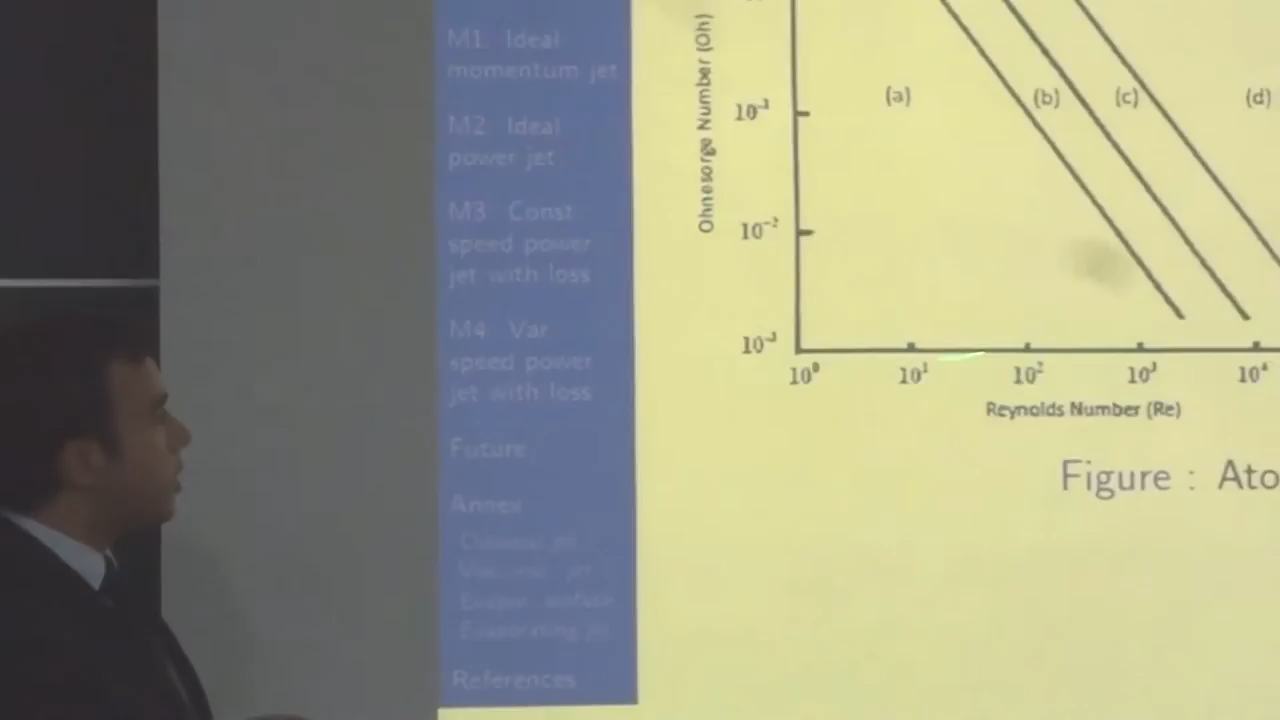 M1: Ideal
momentum jet
M2: Ideal
power jet
M3: Const
speed power
jet with loss
M4: Var
speed power
jet with loss
Future
Annex
Evaporating
References
Ohnesorge Number (Oh)
(a)
(b)
(c)
(d)
10⁻¹
10⁻²
10⁻³
10⁰
10¹
10²
10³
10⁴
Reynolds Number (Re)
Figure : Ato